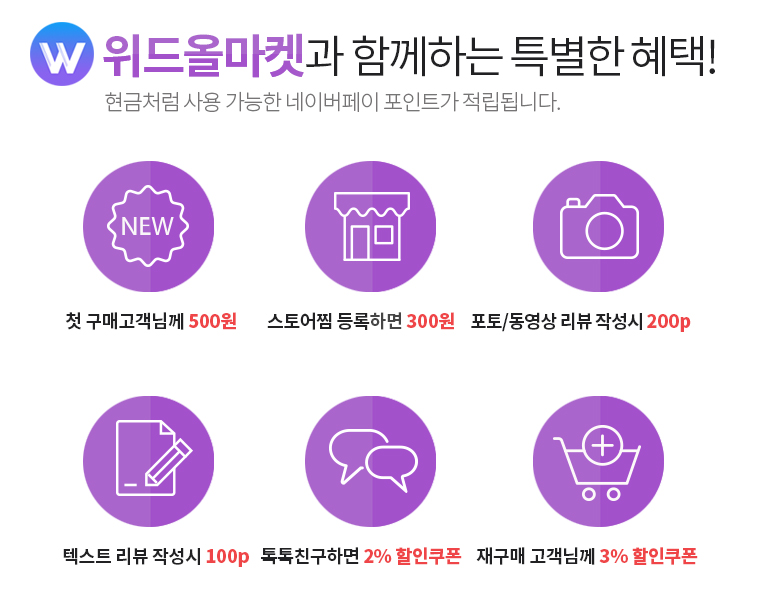 W 위드올마켓과 함께하는 특별한 혜택!
현금처럼 사용 가능한 네이버페이 포인트가 적립됩니다.
NEW
첫 구매고객님께 500원
스토어찜 등록하면 300원
포토/동영상 리뷰 작성시 200p
텍스트 리뷰 작성시 100p
톡톡친구하면 2% 할인쿠폰
재구매 고객님께 3% 할인쿠폰